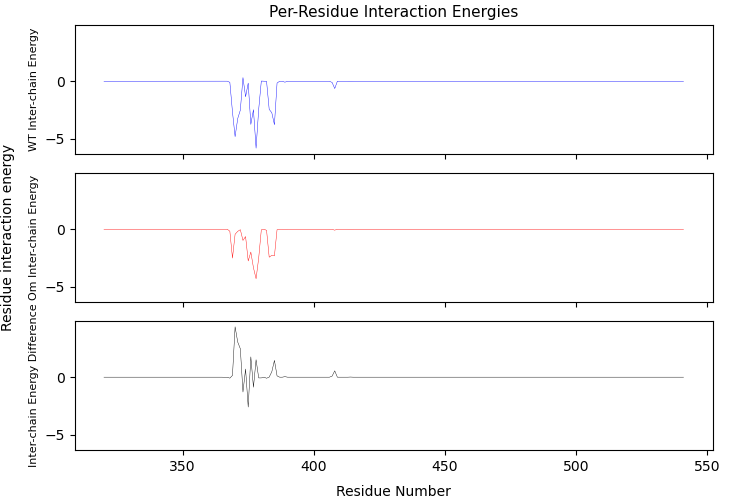 Per-Residue Interaction Energies
Residue interaction energy
WT Inter-chain Energy
0
−5
Om Inter-chain Energy
0
−5
Inter-chain Energy Difference
0
−5
350
400
450
500
550
Residue Number